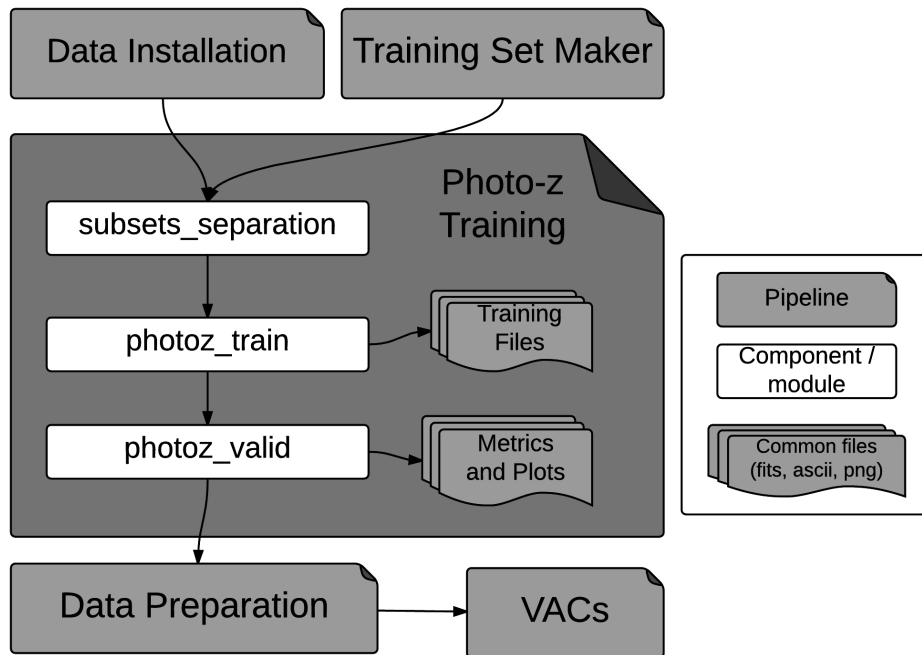 Data Installation
Training Set Maker
Photo-z
Training
subsets_separation
photoz_train
Training
Files
photoz_valid
Metrics
and Plots
Data Preparation
VACs
Pipeline
Component /
module
Common files
(fits, ascii, png)